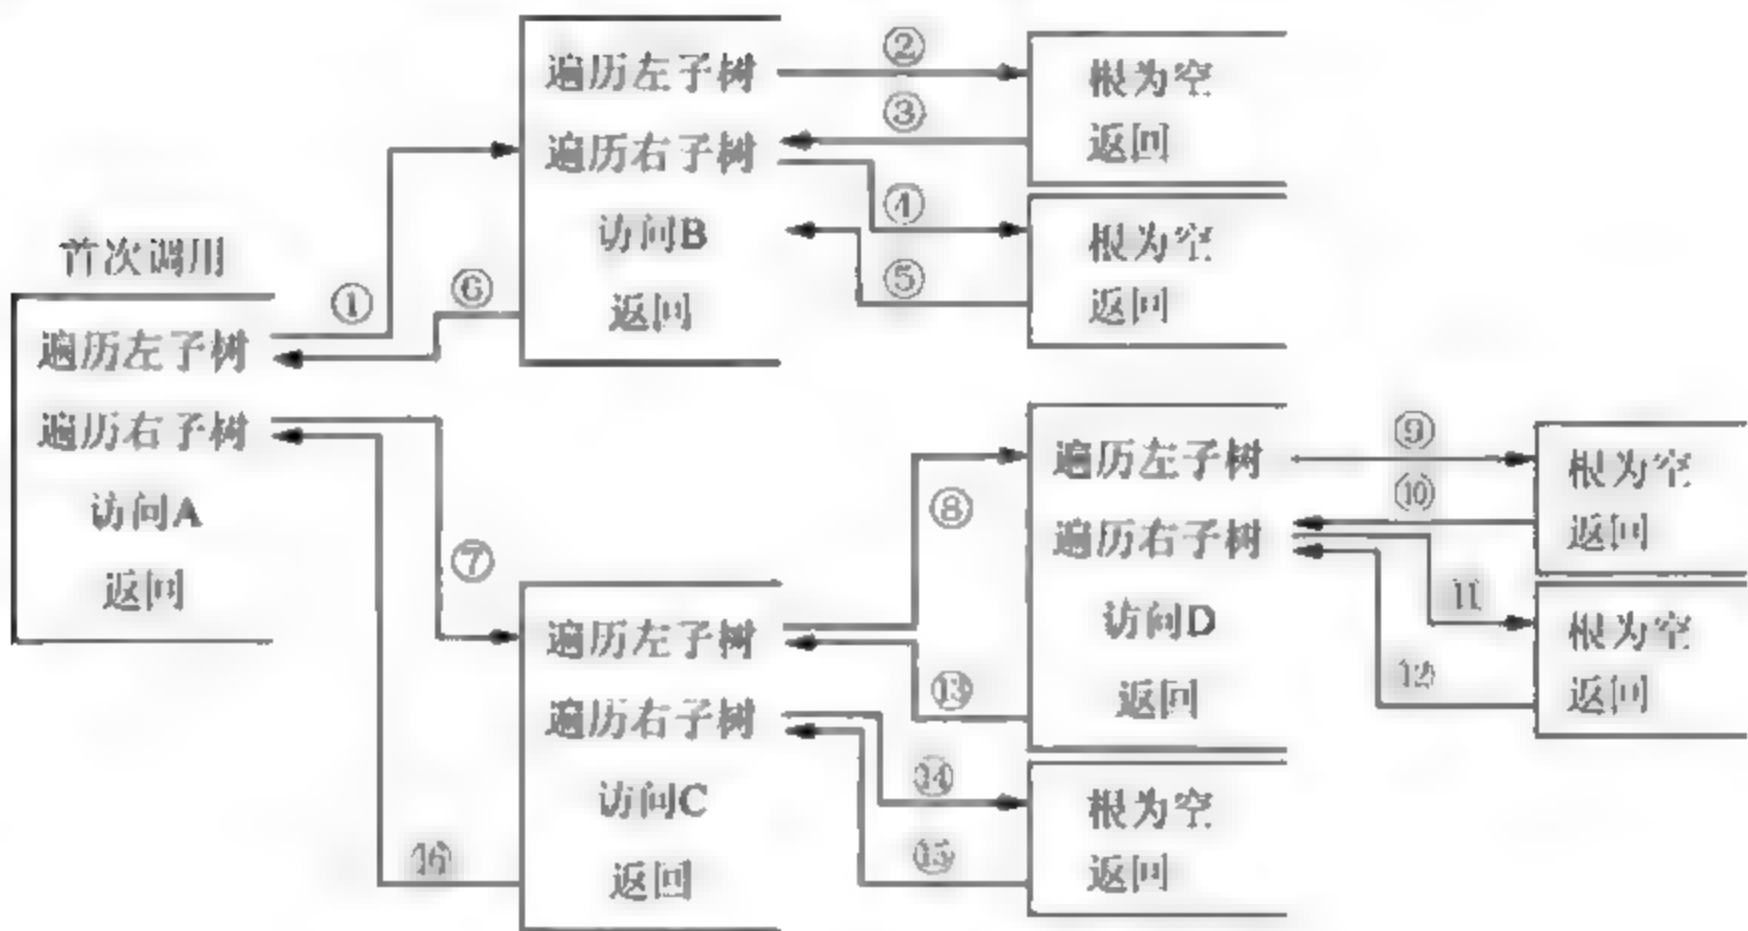 首次调用
遍历左子树
遍历右子树
访问A
返回
①
⑥
⑦
⑯
遍历左子树
遍历右子树
访问B
返回
②
③
④
⑤
根为空
返回
根为空
返回
遍历左子树
遍历右子树
访问C
返回
⑧
⑬
⑭
⑮
遍历左子树
遍历右子树
访问D
返回
根为空
返回
⑨
⑩
11
⑫
根为空
返回
根为空
返回